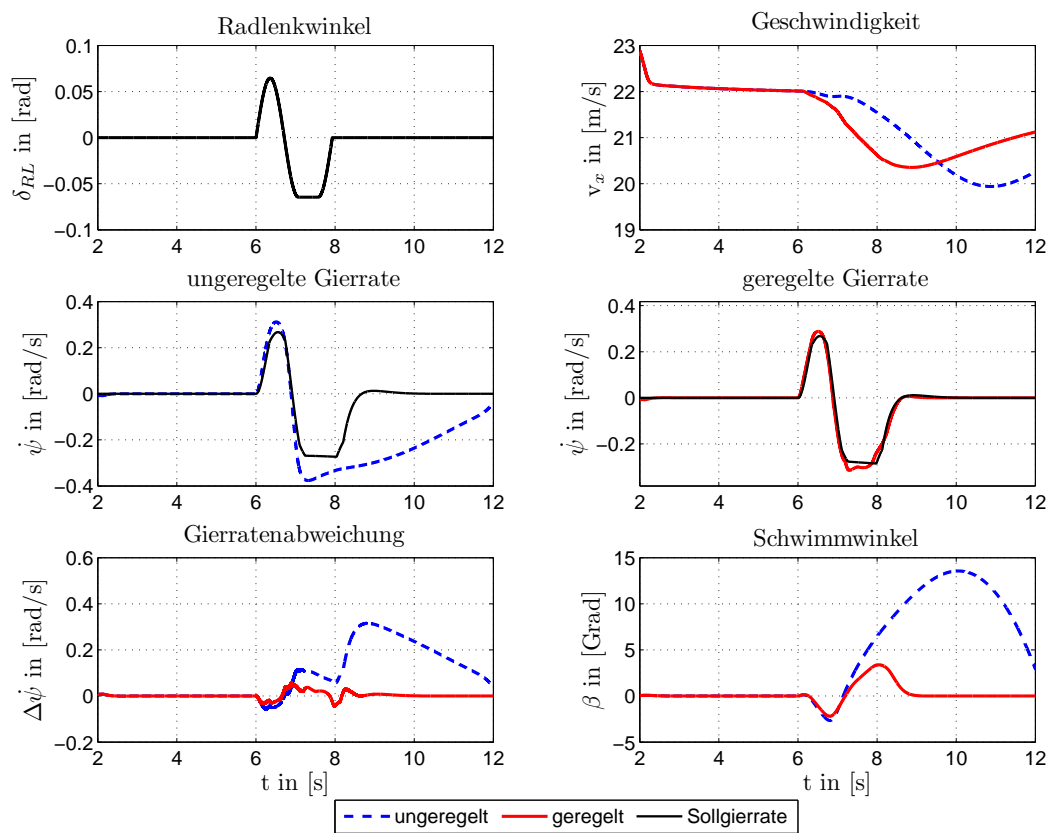 Radlenkwinkel
0.1
0.05
0
−0.05
−0.1
δ_RL in [rad]
2 4 6 8 10 12
Geschwindigkeit
23
22
21
20
19
v_x in [m/s]
2 4 6 8 10 12
ungeregelte Gierrate
0.4
0.2
0
−0.2
−0.4
ψ̇ in [rad/s]
2 4 6 8 10 12
geregelte Gierrate
0.4
0.2
0
−0.2
ψ̇ in [rad/s]
2 4 6 8 10 12
Gierratenabweichung
0.6
0.4
0.2
0
−0.2
Δψ̇ in [rad/s]
2 4 6 8 10 12
t in [s]
Schwimmwinkel
15
10
5
0
−5
β in [Grad]
2 4 6 8 10 12
t in [s]
ungeregelt geregelt Sollgierrate